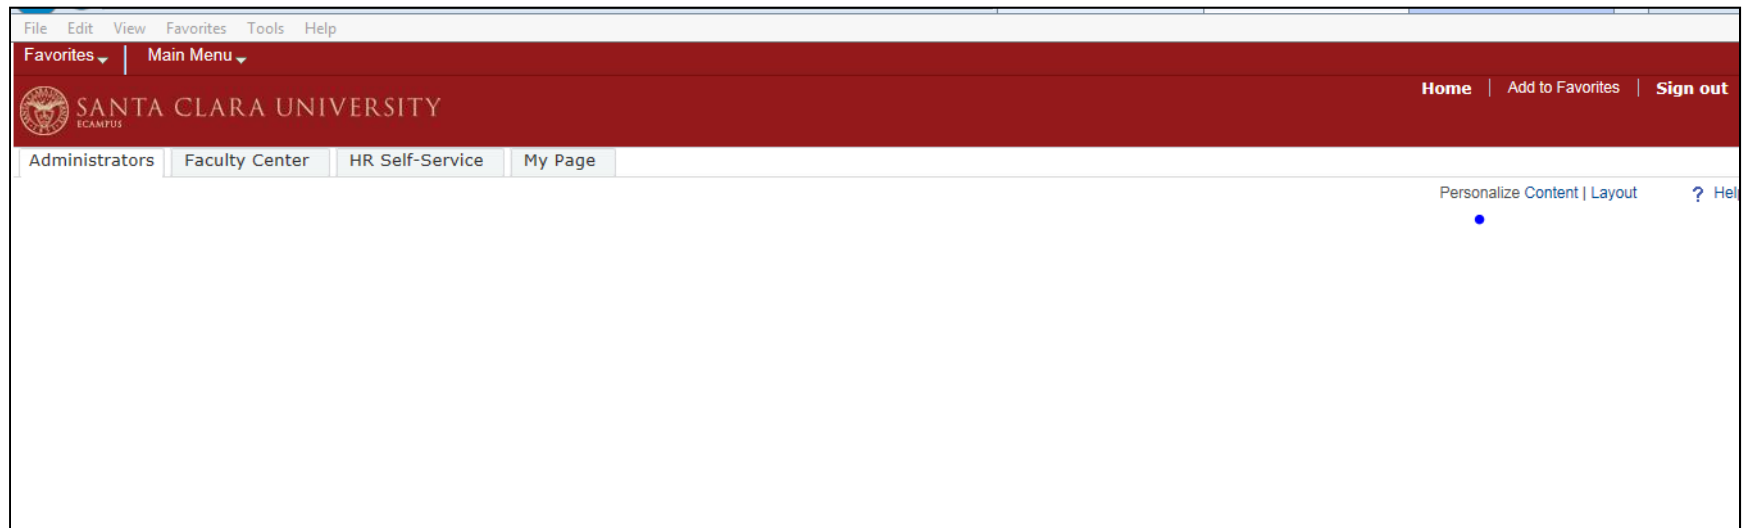 File Edit View Favorites Tools Help
Favorites Main Menu
Home | Add to Favorites | Sign out
SANTA CLARA UNIVERSITY
ECAMPUS
Administrators Faculty Center HR Self-Service My Page
Personalize Content | Layout ? Help